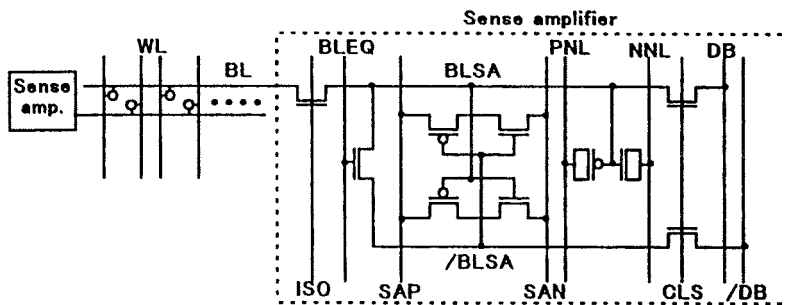 Sense amplifier
WL
BLEQ
PNL
NNL
DB
BL
BLSA
Sense
amp.
/BLSA
ISO
SAP
SAN
CLS
/DB